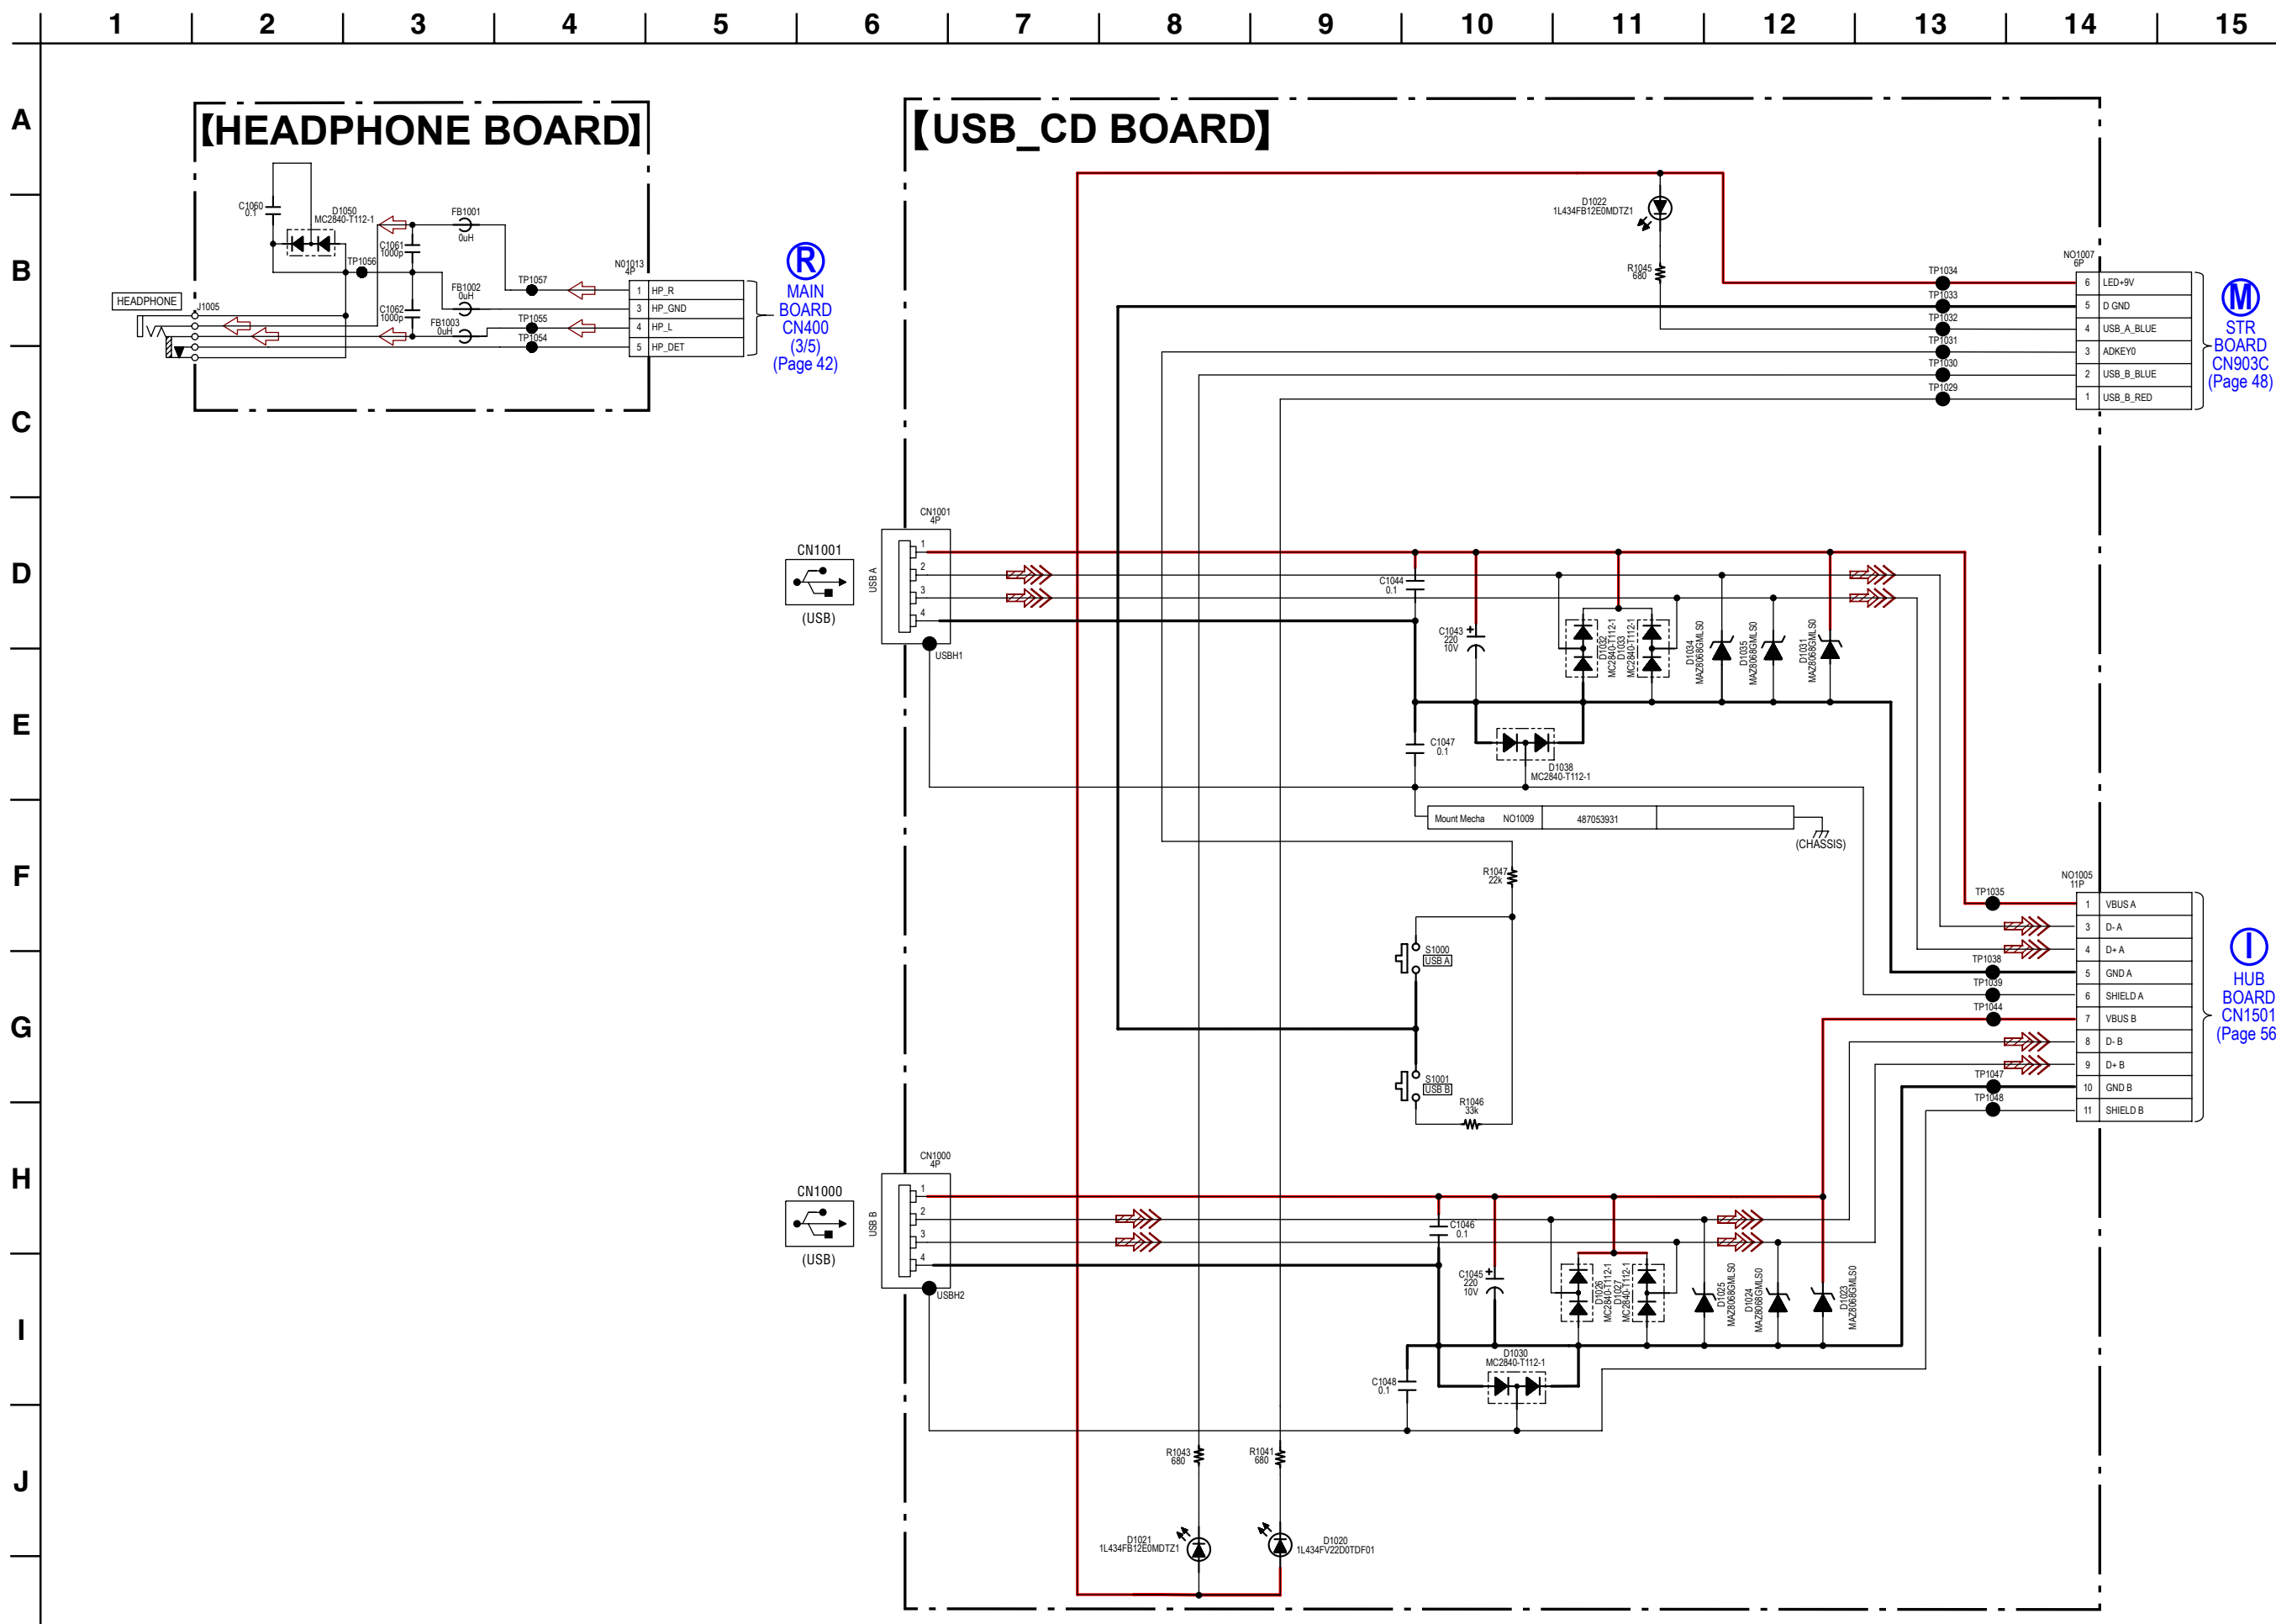 1 2 3 4 5 6 7 8 9 10 11 12 13 14 15
A
B
C
D
E
F
G
H
I
J
【HEADPHONE BOARD】
C1060
0.1
D1050
MC2840-T112-1
C1061
1000p
FB1001
0uH
TP1056
TP1057
N01013
4P
HEADPHONE
J1005
C1062
1000p
FB1002
0uH
FB1003
0uH
TP1055
TP1054
1 HP_R
3 HP_GND
4 HP_L
5 HP_DET
R
MAIN
BOARD
CN400
(3/5)
(Page 42)
【USB_CD BOARD】
D1022
1L434FB12E0MDTZ1
R1045
680
NO1007
6P
TP1034
TP1033
TP1032
TP1031
TP1030
TP1029
6 LED+9V
5 D GND
4 USB_A_BLUE
3 ADKEY0
2 USB_B_BLUE
1 USB_B_RED
M
STR
BOARD
CN903C
(Page 48)
CN1001
4P
CN1001
(USB)
USB A
1
2
3
4
USBH1
C1044
0.1
C1043
220
10V
+
D1032
MC2840-T112-1
D1033
MC2840-T112-1
D1034
MAZ8068GMLS0
D1035
MAZ8068GMLS0
D1031
MAZ8068GMLS0
C1047
0.1
D1038
MC2840-T112-1
Mount Mecha NO1009 487053931
(CHASSIS)
R1047
22k
S1000
USB A
S1001
USB B
R1046
33k
NO1005
11P
TP1035
TP1038
TP1039
TP1044
TP1047
TP1048
1 VBUS A
3 D- A
4 D+ A
5 GND A
6 SHIELD A
7 VBUS B
8 D- B
9 D+ B
10 GND B
11 SHIELD B
I
HUB
BOARD
CN1501
(Page 56
CN1000
4P
CN1000
(USB)
USB B
1
2
3
4
USBH2
C1046
0.1
C1045
220
10V
+
D1026
MC2840-T112-1
D1027
MC2840-T112-1
D1025
MAZ8068GMLS0
D1024
MAZ8068GMLS0
D1023
MAZ8068GMLS0
D1030
MC2840-T112-1
C1048
0.1
R1043
680
R1041
680
D1021
1L434FB12E0MDTZ1
D1020
1L434FV22D0TDF01